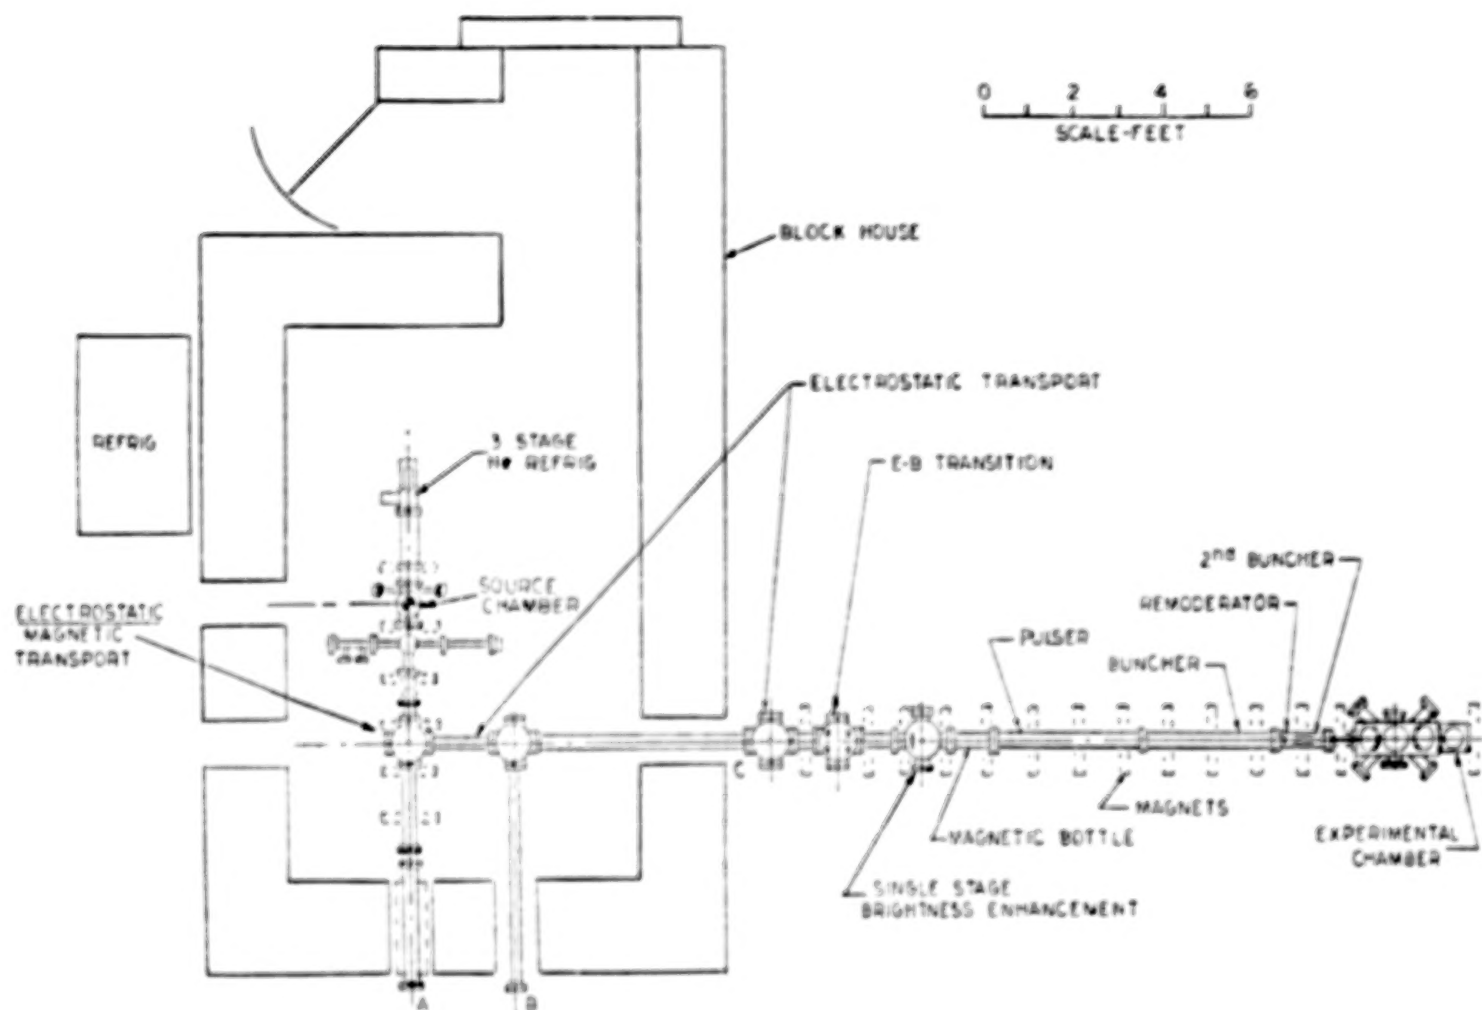 0 2 4 6
SCALE-FEET
BLOCK HOUSE
ELECTROSTATIC TRANSPORT
REFRIG
3 STAGE
He REFRIG
E-B TRANSITION
2nd BUNCHER
REMODERATOR
SOURCE
CHAMBER
ELECTROSTATIC
MAGNETIC
TRANSPORT
PULSER
BUNCHER
C
MAGNETS
MAGNETIC BOTTLE
EXPERIMENTAL
CHAMBER
SINGLE STAGE
BRIGHTNESS ENHANCEMENT
A
B